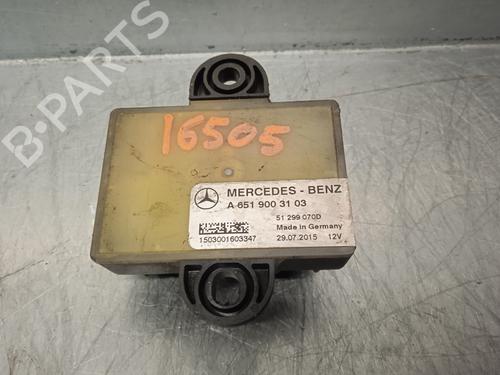 B-PARTS
16505
MERCEDES - BENZ
A 651 900 31 03
51 299 070D
Made in Germany
1503001603347 29.07.2015 12V